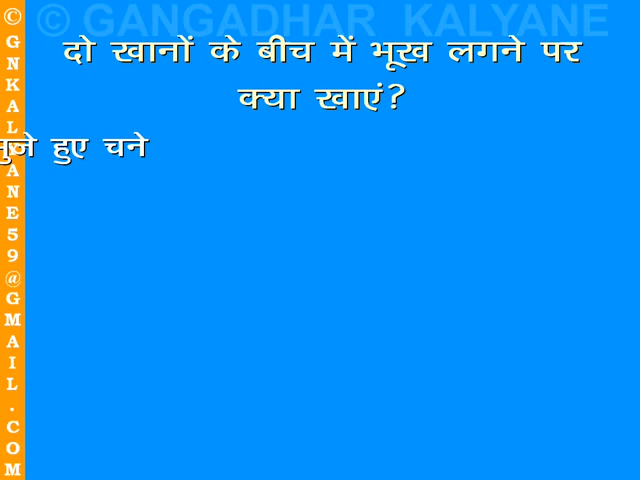 © GANGADHAR KALYANE
दो खानों के बीच में भूख लगने पर
क्या खाएं?
हुए चने
GNKALYANE59@GMAIL.COM